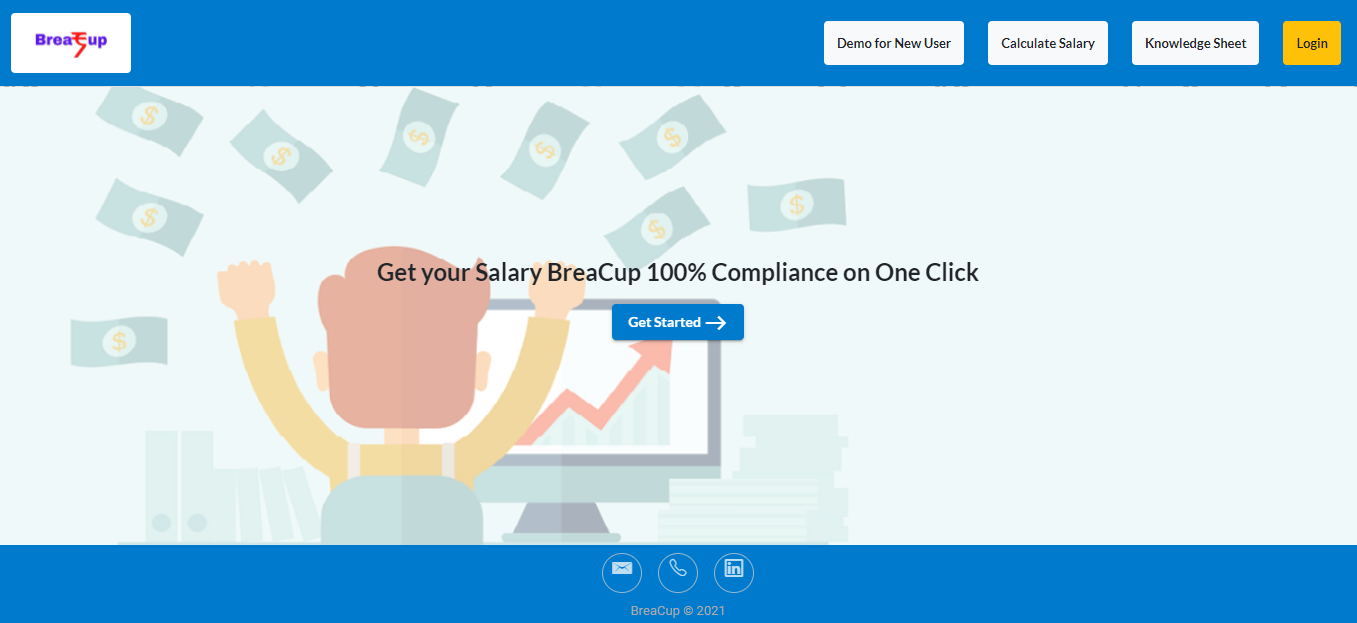 Brea₹up
Demo for New User
Calculate Salary
Knowledge Sheet
Login
$ $ $ $ $
$ $ $
$
Get your Salary BreaCup 100% Compliance on One Click
Get Started
in
BreaCup © 2021